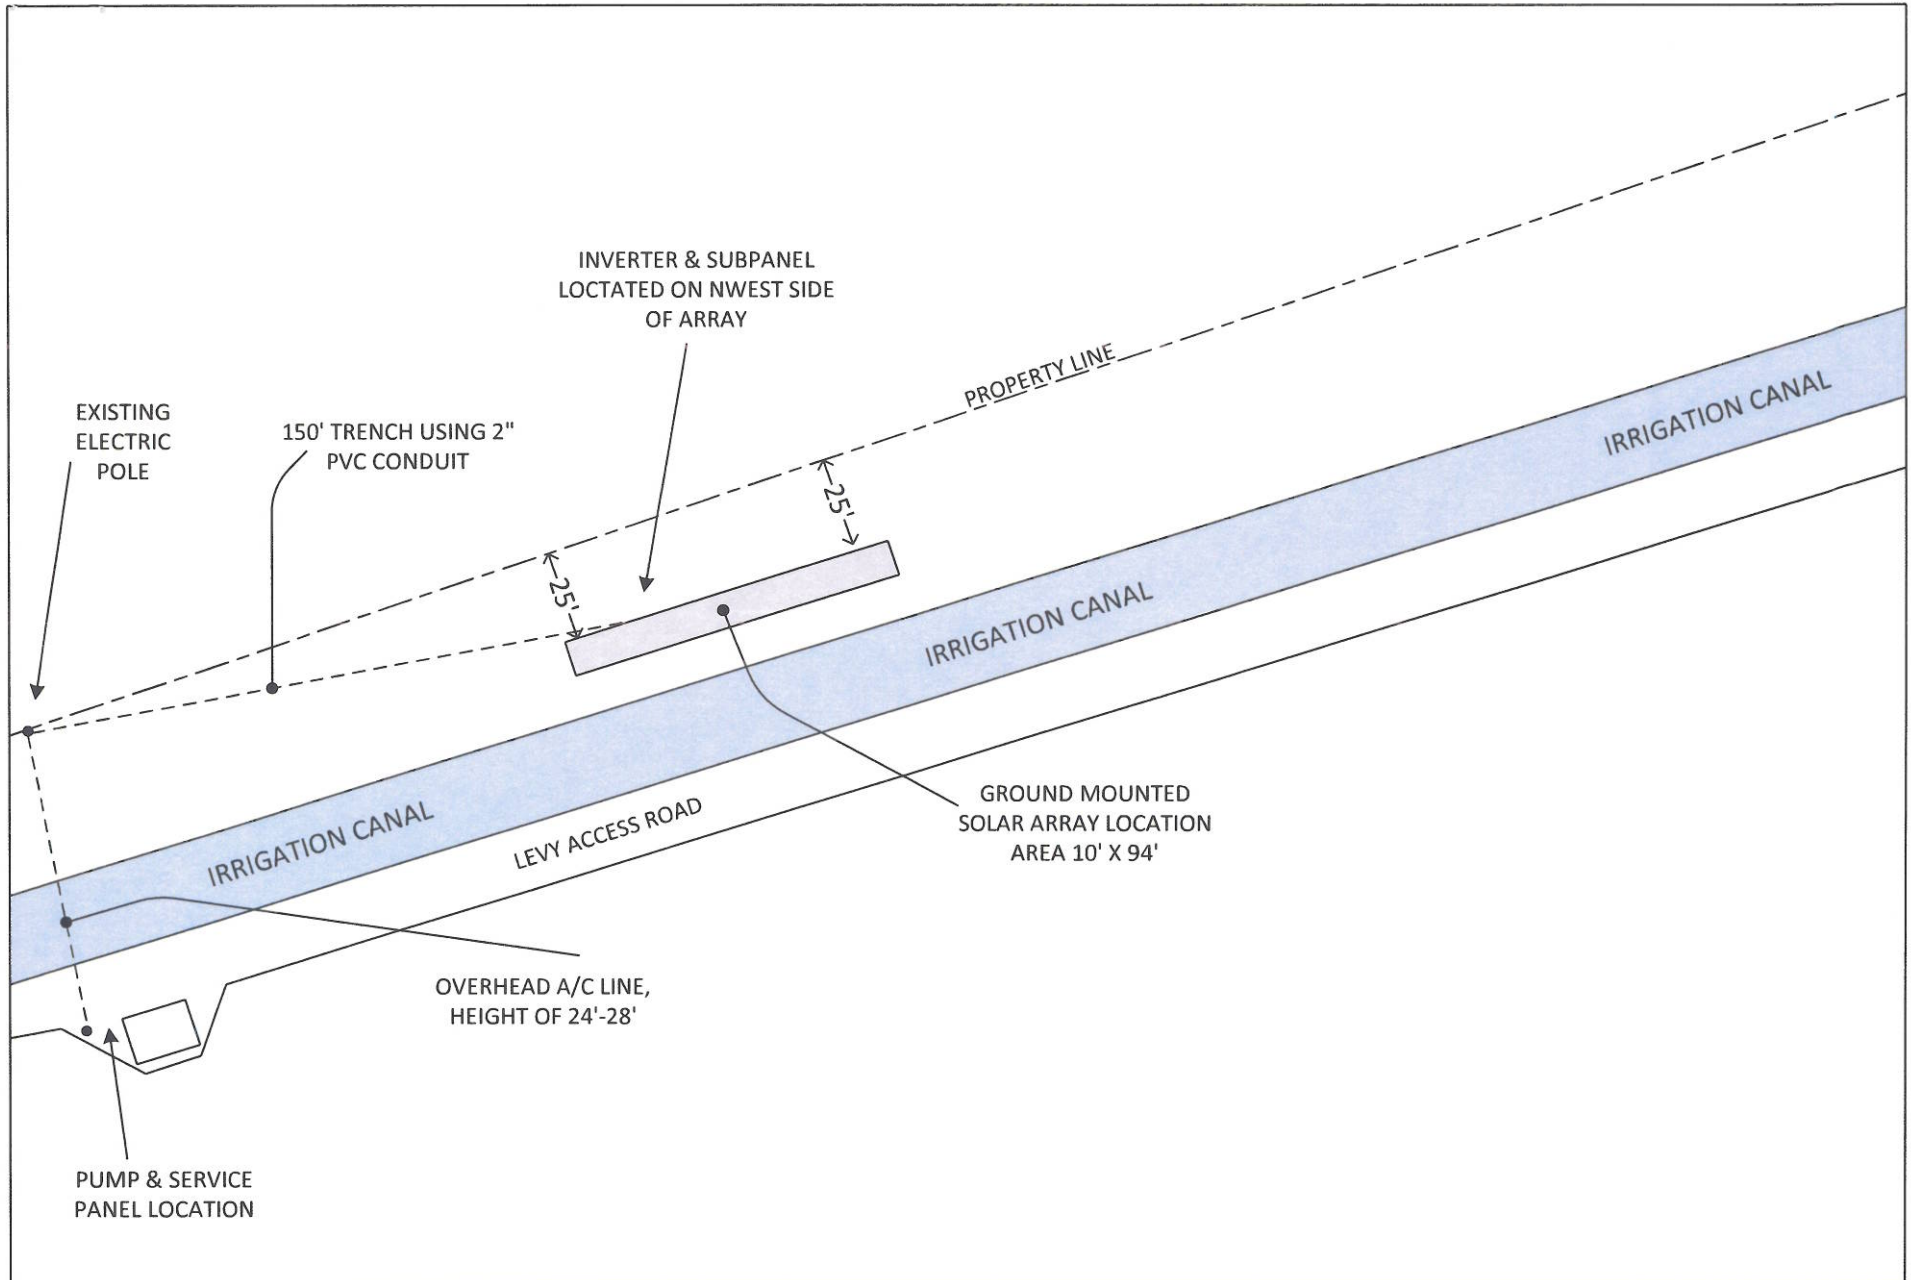 INVERTER & SUBPANEL
LOCTATED ON NWEST SIDE
OF ARRAY
PROPERTY LINE
EXISTING
ELECTRIC
POLE
150' TRENCH USING 2"
PVC CONDUIT
25'
25'
IRRIGATION CANAL
IRRIGATION CANAL
IRRIGATION CANAL
LEVY ACCESS ROAD
GROUND MOUNTED
SOLAR ARRAY LOCATION
AREA 10' X 94'
OVERHEAD A/C LINE,
HEIGHT OF 24'-28'
PUMP & SERVICE
PANEL LOCATION